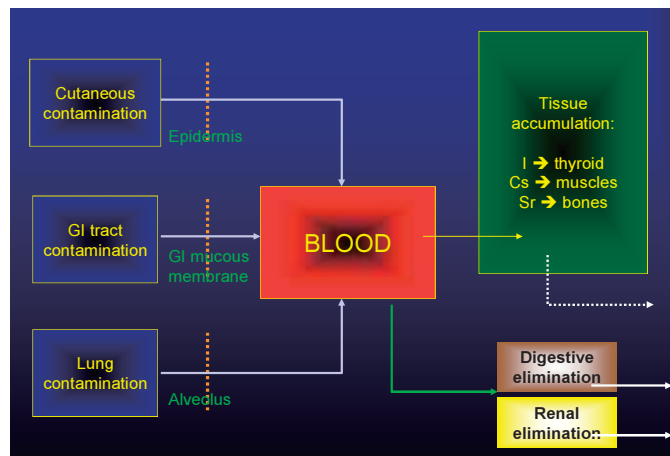 Cutaneous
contamination
Epidermis
GI tract
contamination
GI mucous
membrane
Lung
contamination
Alveolus
BLOOD
Tissue
accumulation:
I ➔ thyroid
Cs ➔ muscles
Sr ➔ bones
Digestive
elimination
Renal
elimination